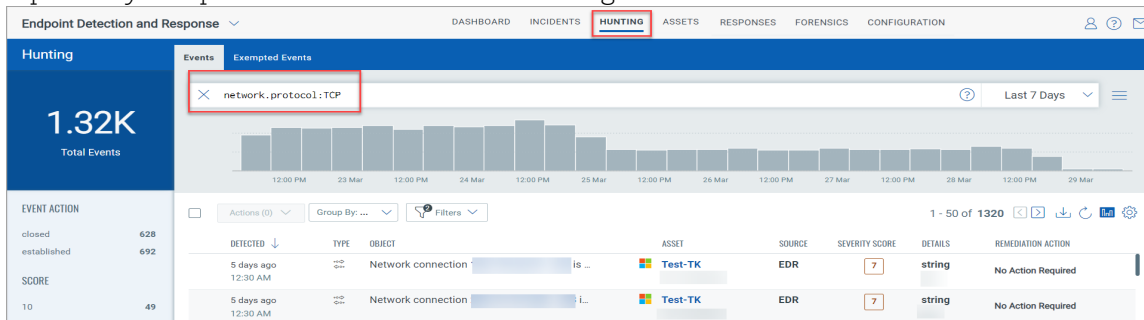 Endpoint Detection and Response
DASHBOARD INCIDENTS HUNTING ASSETS RESPONSES FORENSICS CONFIGURATION
Hunting
Events Exempted Events
network.protocol:TCP
Last 7 Days
1.32K
Total Events
12:00 PM 23 Mar 12:00 PM 24 Mar 12:00 PM 25 Mar 12:00 PM 26 Mar 12:00 PM 27 Mar 12:00 PM 28 Mar 12:00 PM 29 Mar
EVENT ACTION
closed 628
established 692
SCORE
10 49
Actions (0) Group By: ... 2 Filters 1 - 50 of 1320
DETECTED TYPE OBJECT ASSET SOURCE SEVERITY SCORE DETAILS REMEDIATION ACTION
5 days ago Network connection is ... Test-TK EDR 7 string No Action Required
12:30 AM
5 days ago Network connection i... Test-TK EDR 7 string No Action Required
12:30 AM